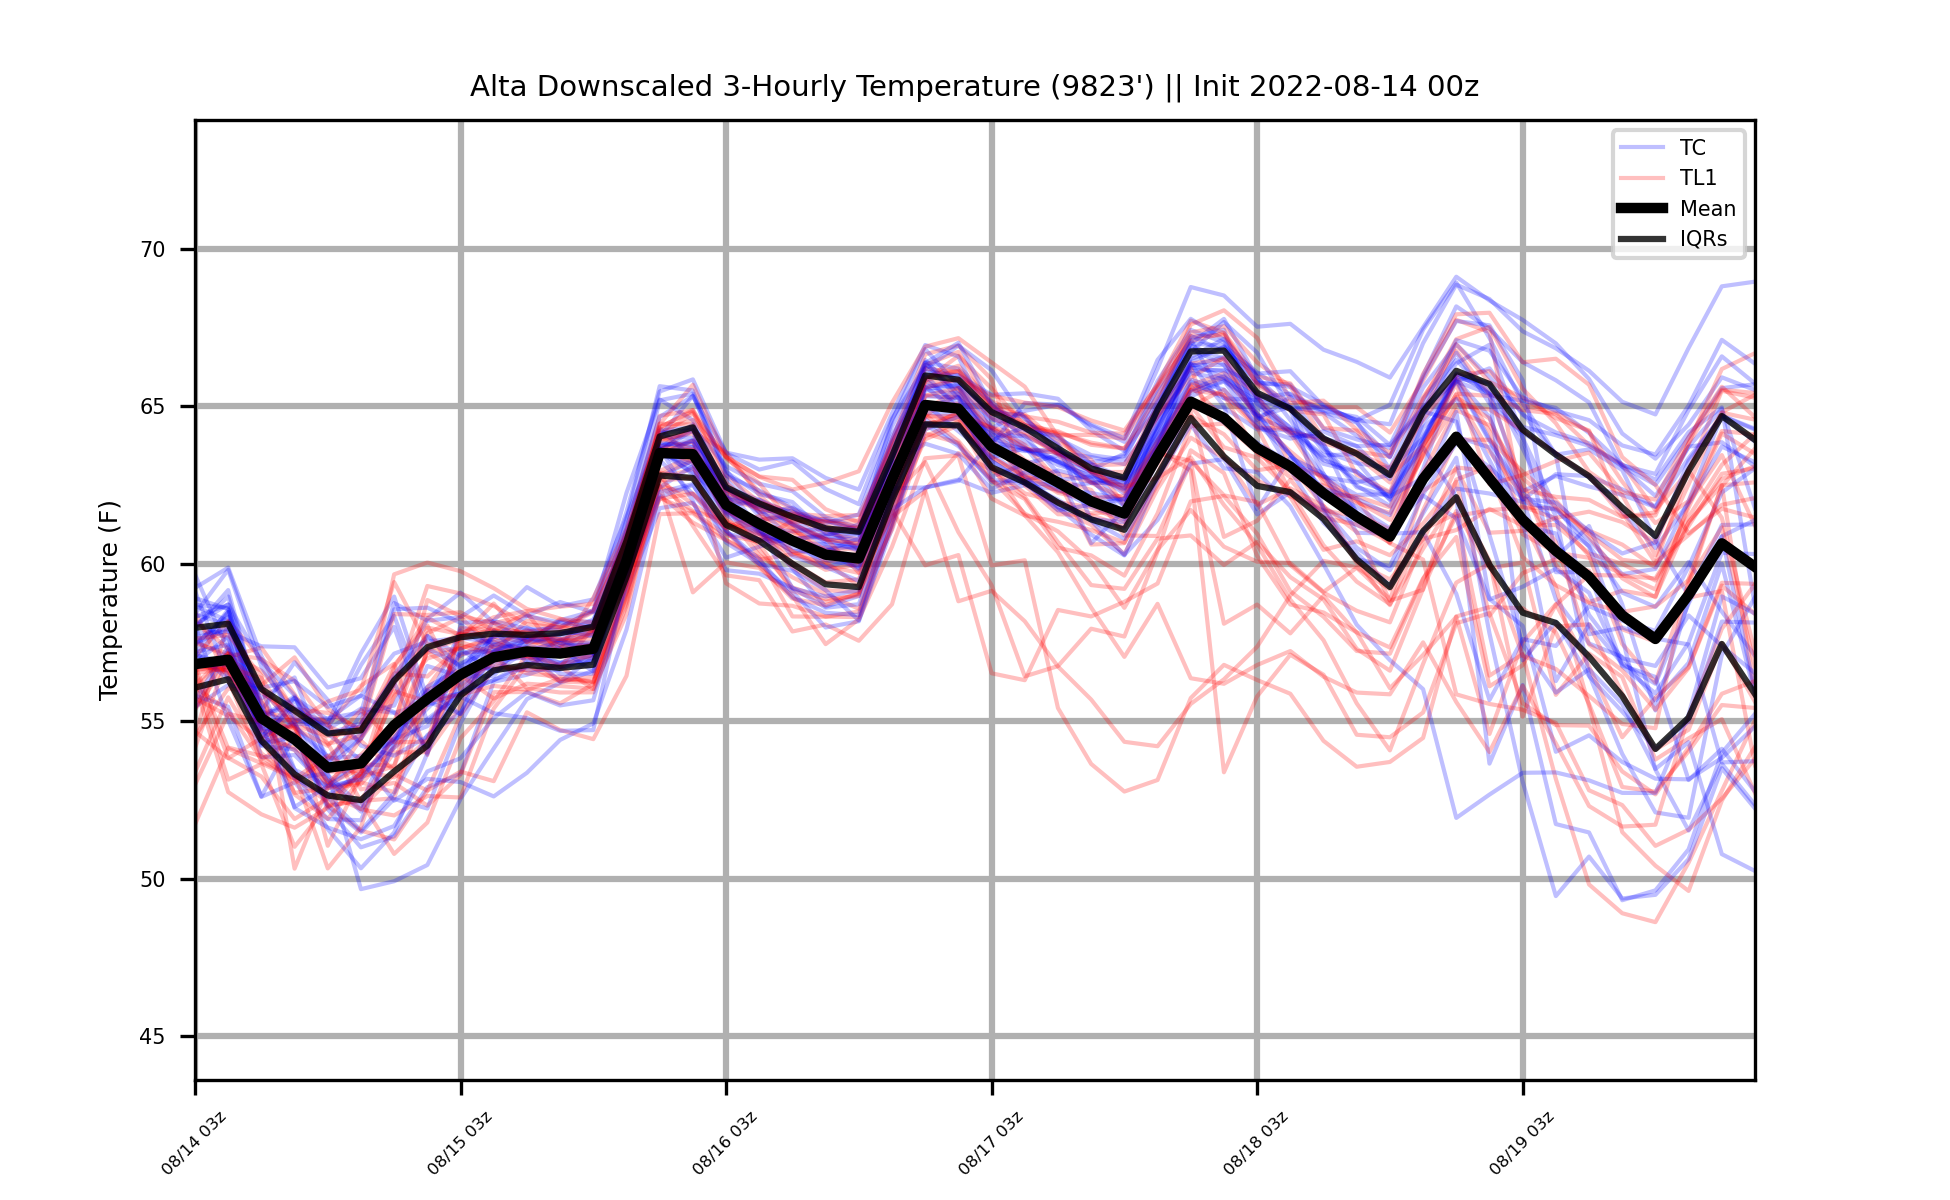 Alta Downscaled 3-Hourly Temperature (9823') || Init 2022-08-14 00z
TC
TL1
Mean
IQRs
Temperature (F)
70
65
60
55
50
45
08/14 03z
08/15 03z
08/16 03z
08/17 03z
08/18 03z
08/19 03z